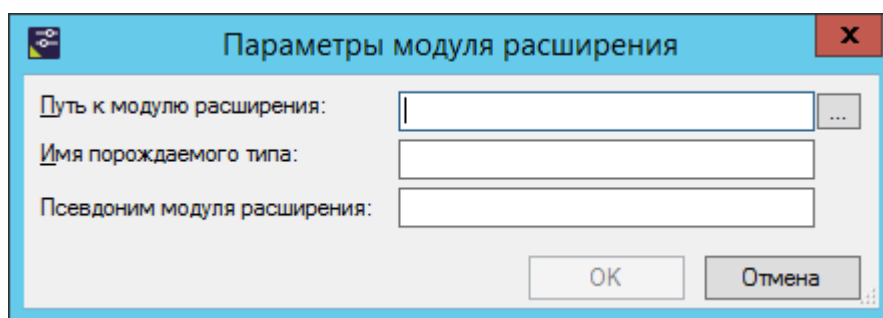 Параметры модуля расширения
x
Путь к модулю расширения:
...
Имя порождаемого типа:
Псевдоним модуля расширения:
OK
Отмена